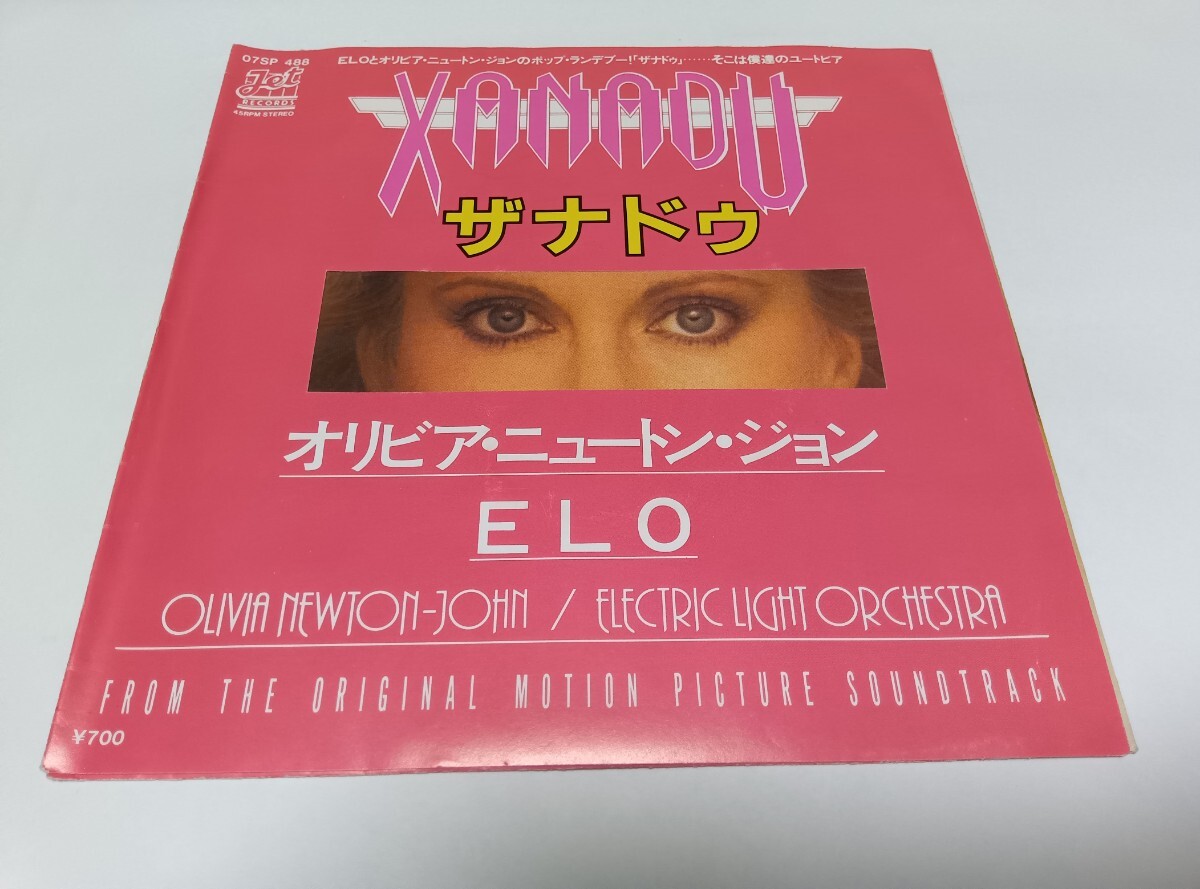 07SP 488
ELOとオリビア・ニュートン・ジョンのポップ・ランデブー!「ザナドゥ」……そこは僕達のユートピア
Jet
RECORDS
45RPM STEREO
XANADU
ザナドゥ
オリビア・ニュートン・ジョン
ELO
OLIVIA NEWTON-JOHN / ELECTRIC LIGHT ORCHESTRA
FROM THE ORIGINAL MOTION PICTURE SOUNDTRACK
¥700